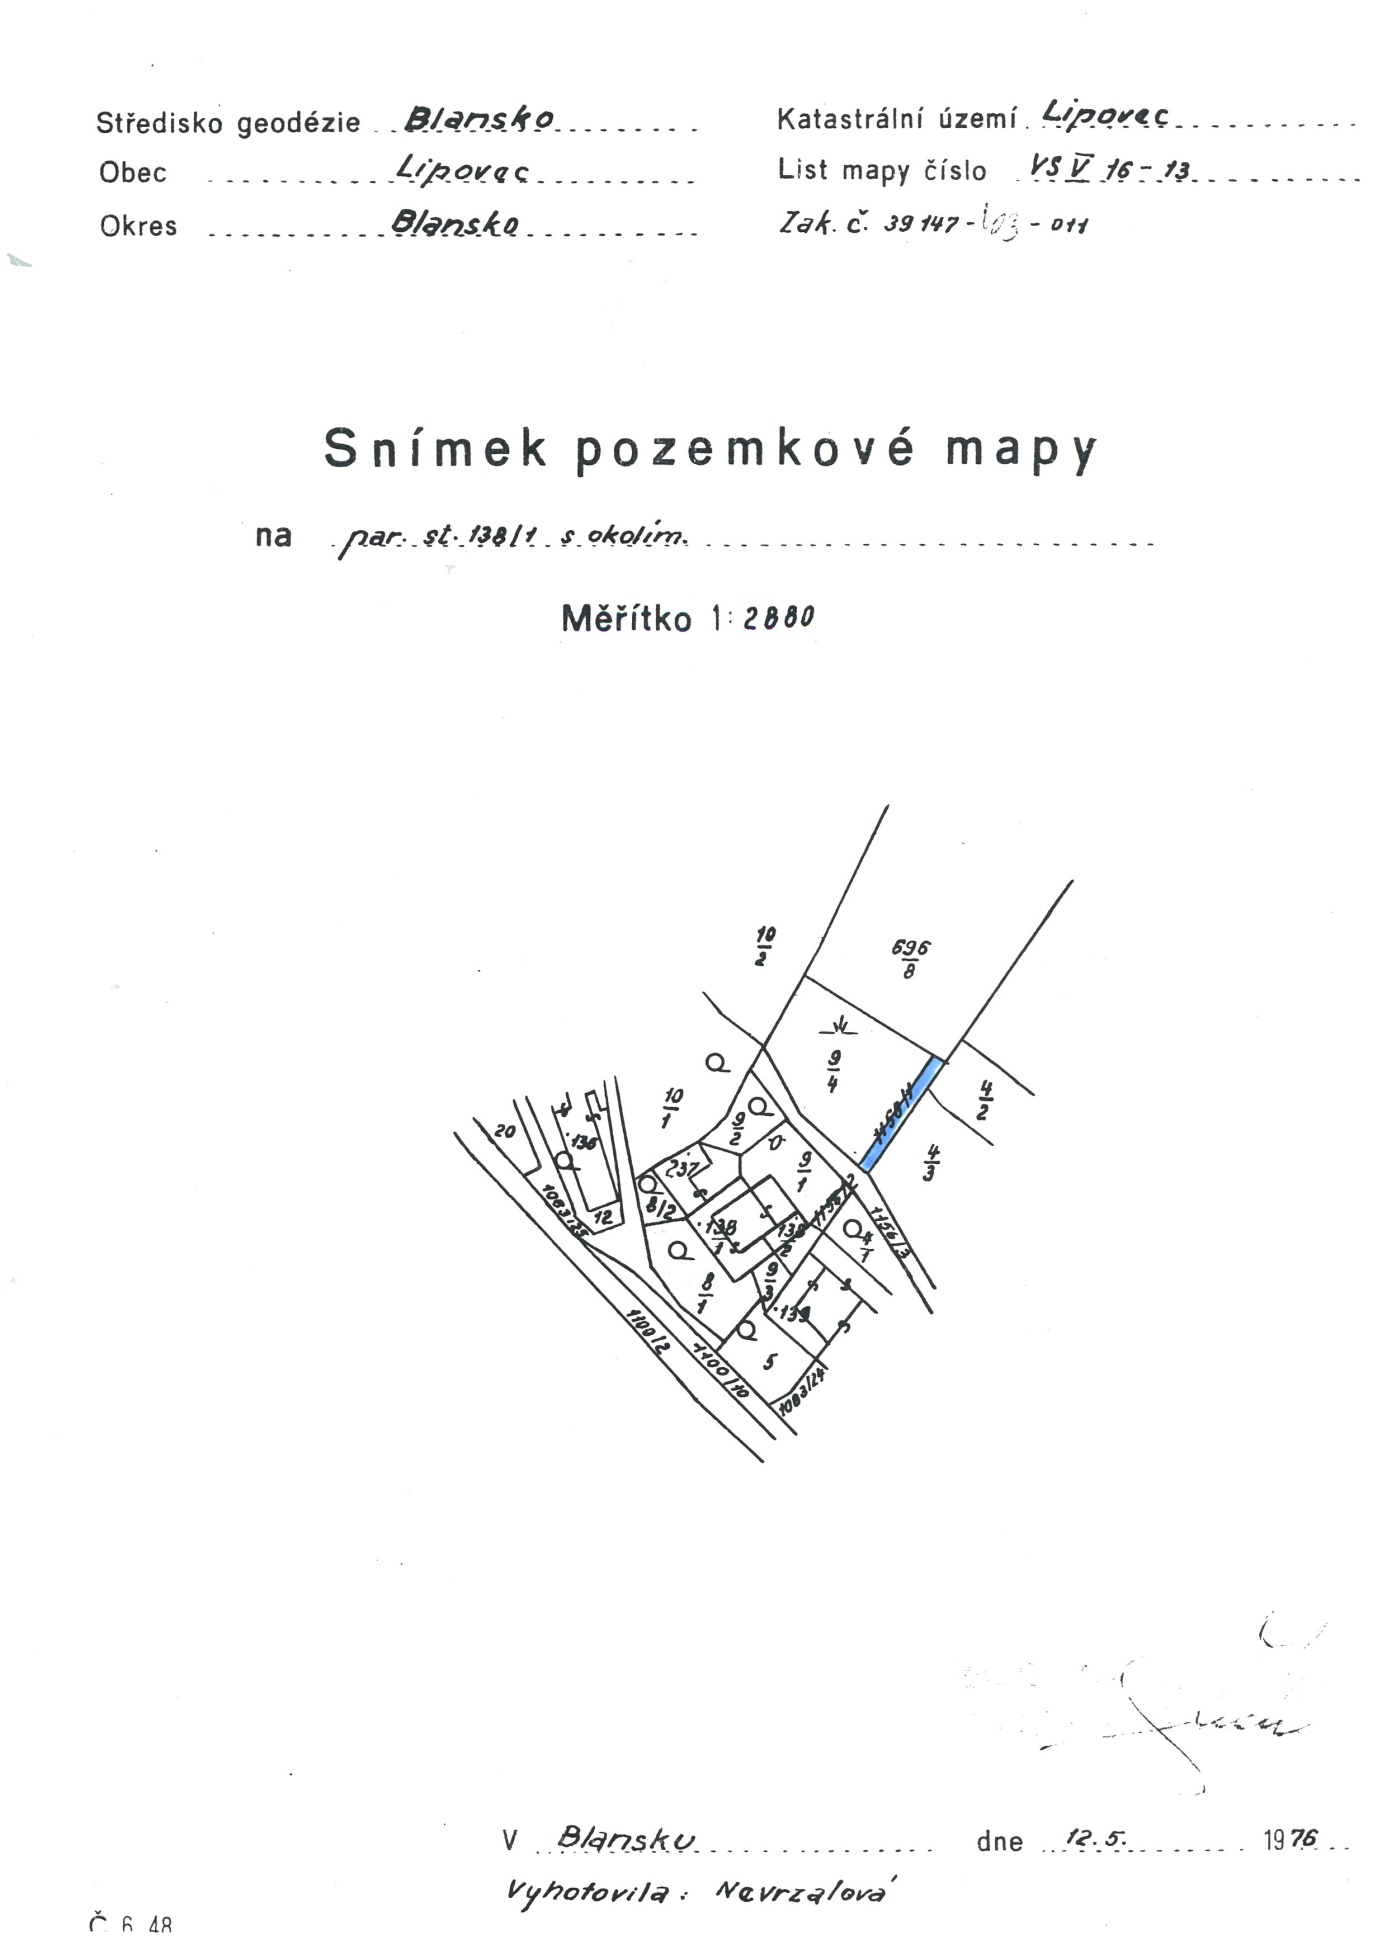 Středisko geodézie Blansko
Katastrální území Lipovec
Obec Lipovec
List mapy číslo VS V 16-13
Okres Blansko
Zak. č. 39 147 - 103 - 011
Snímek pozemkové mapy
na par. st. 138/1 s okolím.
Měřítko 1:2880
10/2
696/8
9/4
1158/1
4/2
4/3
10/1
9/2
9/1
20
136
237
8/2
12
1083/25
138/1
138/2
1156/2
1156/3
4/1
9/3
8/1
139
5
1100/2
1100/10
1083/24
V Blansku dne 12.5. 1976
Vyhotovila: Nevrzalová
Č 6 48